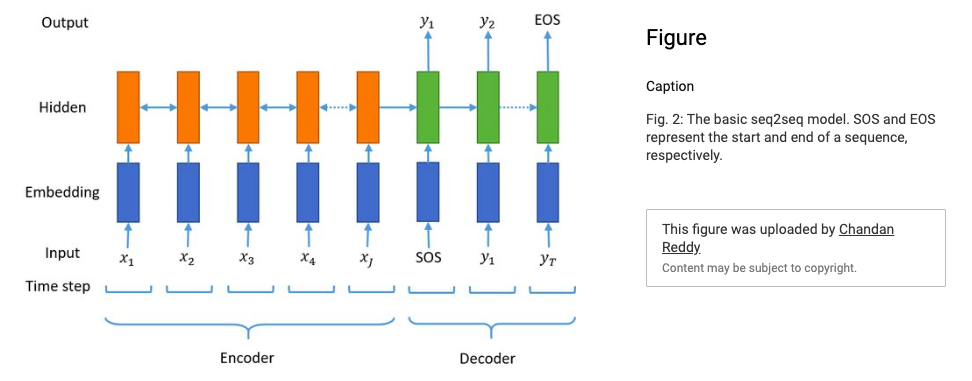 Output y₁ y₂ EOS
Hidden
Embedding
Input x₁ x₂ x₃ x₄ x_J SOS y₁ y_T
Time step
Encoder Decoder
Figure
Caption
Fig. 2: The basic seq2seq model. SOS and EOS
represent the start and end of a sequence,
respectively.
This figure was uploaded by Chandan
Reddy
Content may be subject to copyright.